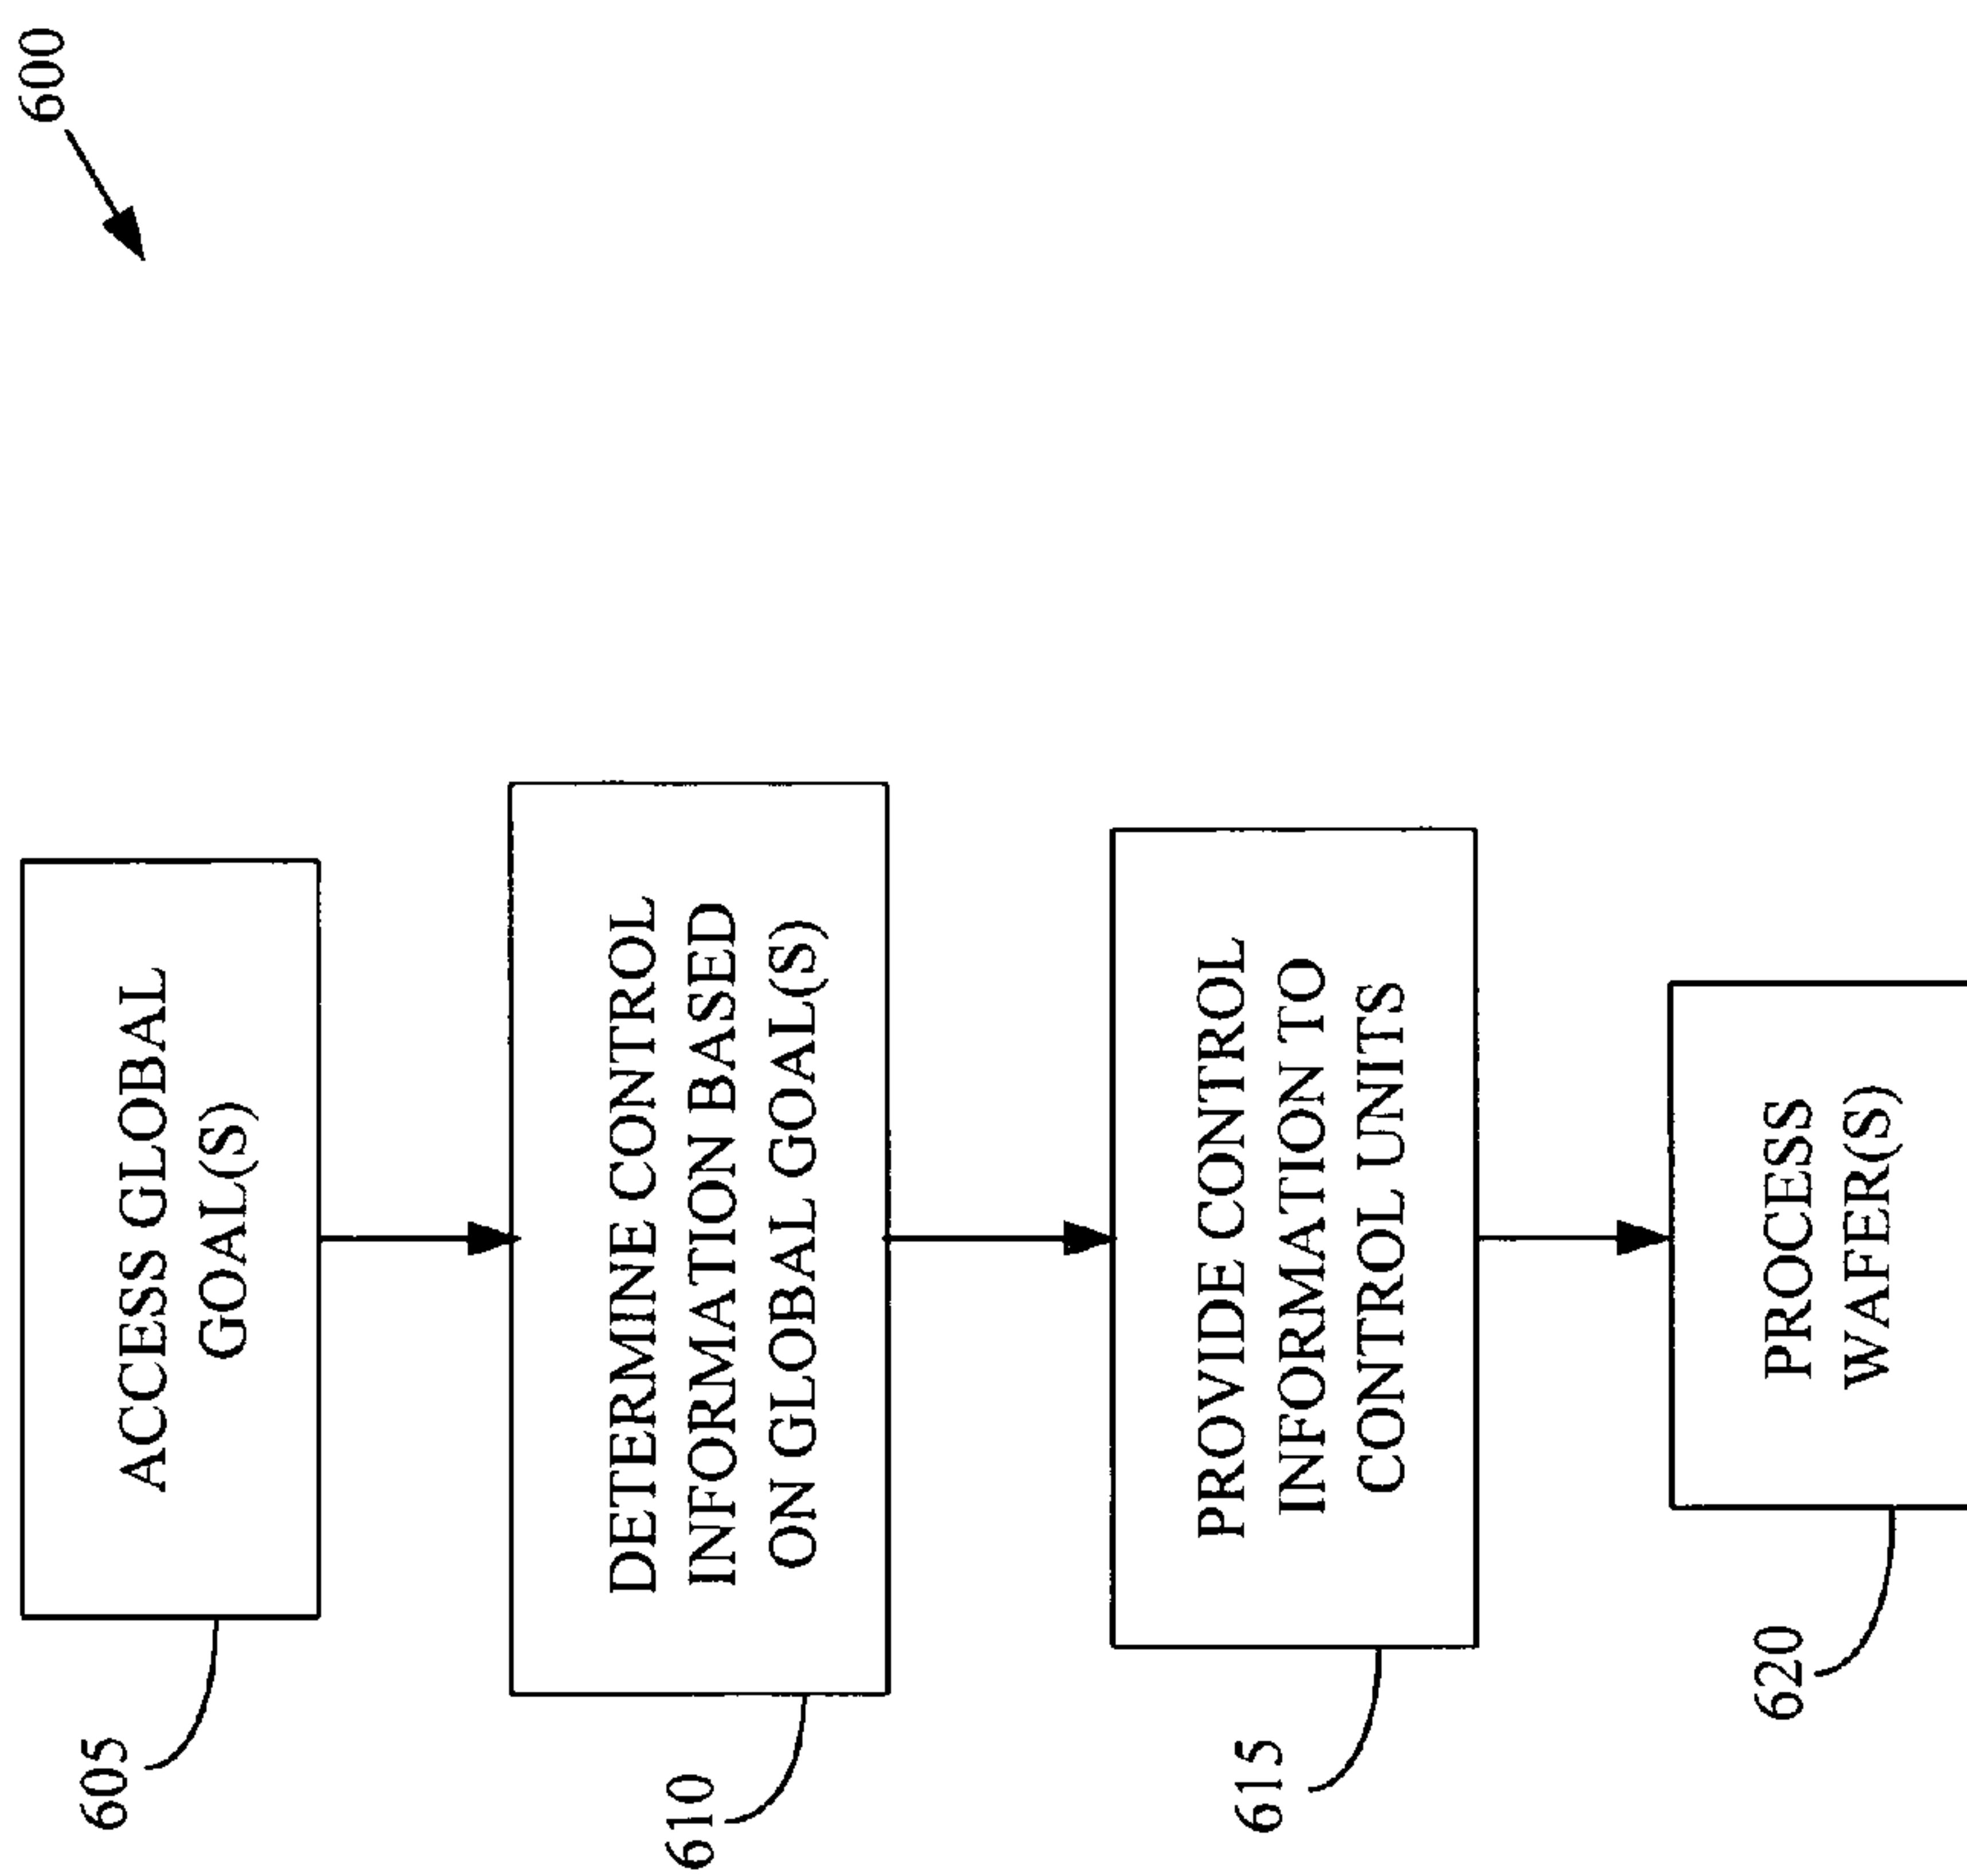 600
605
ACCESS GLOBAL
GOAL(S)
610
DETERMINE CONTROL
INFORMATION BASED
ON GLOBAL GOAL(S)
615
PROVIDE CONTROL
INFORMATION TO
CONTROL UNITS
620
PROCESS
WAFER(S)